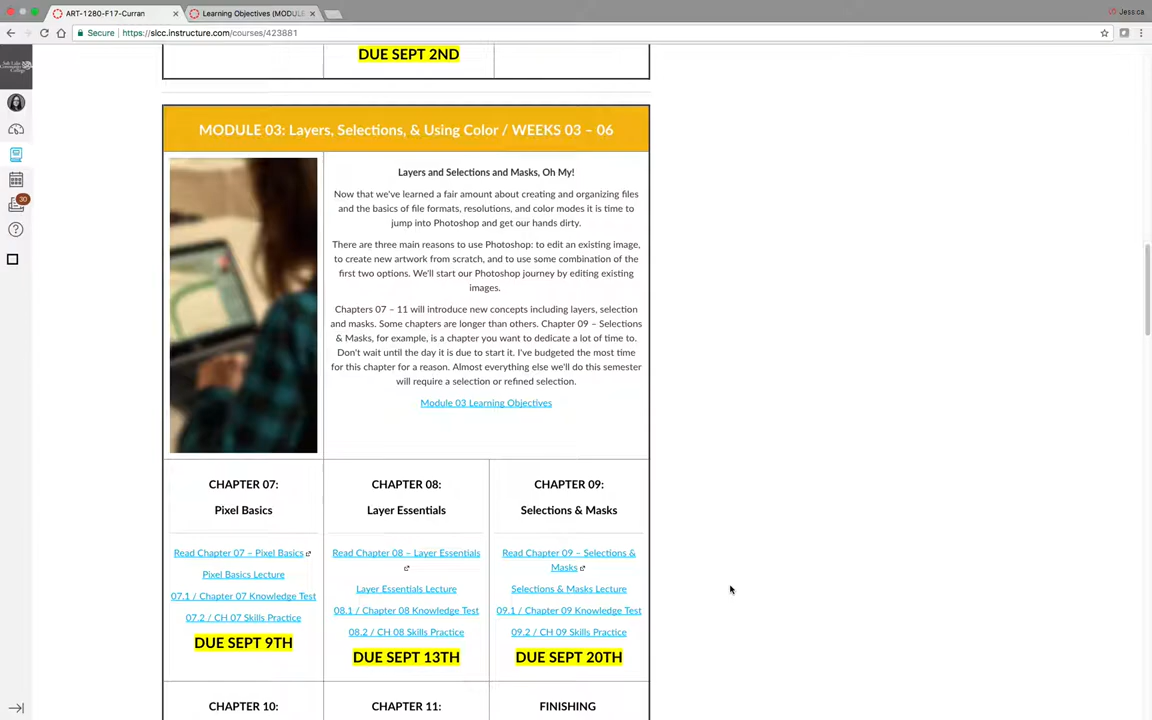 ART-1280-F17-Curran
Learning Objectives (MODUL
Jessica
Secure
https://slcc.instructure.com/courses/423881
DUE SEPT 2ND
30
MODULE 03: Layers, Selections, & Using Color / WEEKS 03 – 06
Layers and Selections and Masks, Oh My!
Now that we've learned a fair amount about creating and organizing files
and the basics of file formats, resolutions, and color modes it is time to
jump into Photoshop and get our hands dirty.
There are three main reasons to use Photoshop: to edit an existing image,
to create new artwork from scratch, and to use some combination of the
first two options. We'll start our Photoshop journey by editing existing
images.
Chapters 07 – 11 will introduce new concepts including layers, selection
and masks. Some chapters are longer than others. Chapter 09 – Selections
& Masks, for example, is a chapter you want to dedicate a lot of time to.
Don't wait until the day it is due to start it. I've budgeted the most time
for this chapter for a reason. Almost everything else we'll do this semester
will require a selection or refined selection.
Module 03 Learning Objectives
CHAPTER 07:
Pixel Basics
Read Chapter 07 – Pixel Basics
Pixel Basics Lecture
07.1 / Chapter 07 Knowledge Test
07.2 / CH 07 Skills Practice
DUE SEPT 9TH
CHAPTER 08:
Layer Essentials
Read Chapter 08 – Layer Essentials
Layer Essentials Lecture
08.1 / Chapter 08 Knowledge Test
08.2 / CH 08 Skills Practice
DUE SEPT 13TH
CHAPTER 09:
Selections & Masks
Read Chapter 09 – Selections &
Masks
Selections & Masks Lecture
09.1 / Chapter 09 Knowledge Test
09.2 / CH 09 Skills Practice
DUE SEPT 20TH
CHAPTER 10:
CHAPTER 11:
FINISHING